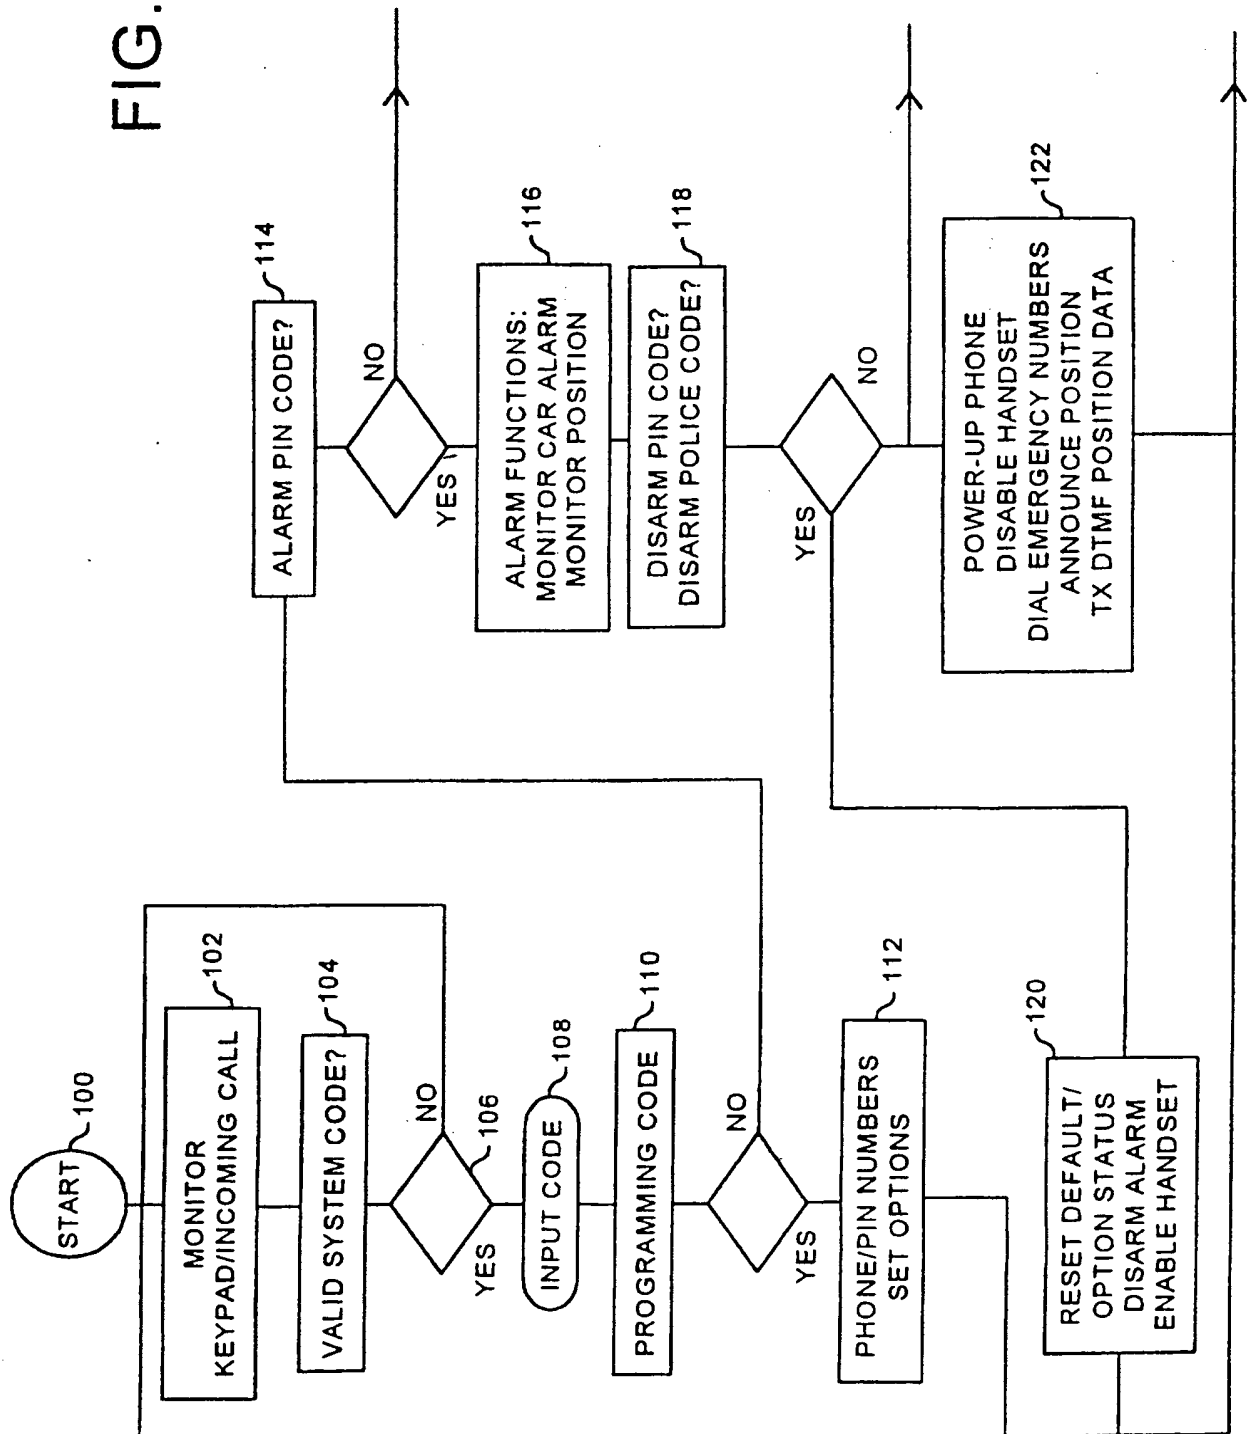 FIG.
START
100
MONITOR
KEYPAD/INCOMING CALL
102
VALID SYSTEM CODE?
104
NO
106
YES
INPUT CODE
108
PROGRAMMING CODE
110
NO
YES
PHONE/PIN NUMBERS
SET OPTIONS
112
ALARM PIN CODE?
114
NO
YES
ALARM FUNCTIONS:
MONITOR CAR ALARM
MONITOR POSITION
116
DISARM PIN CODE?
DISARM POLICE CODE?
118
YES
NO
RESET DEFAULT/
OPTION STATUS
DISARM ALARM
ENABLE HANDSET
120
POWER-UP PHONE
DISABLE HANDSET
DIAL EMERGENCY NUMBERS
ANNOUNCE POSITION
TX DTMF POSITION DATA
122